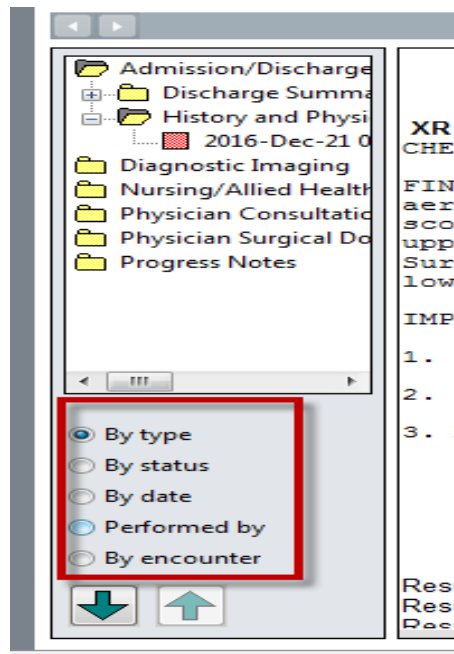 Admission/Discharge
Discharge Summa
History and Physi
2016-Dec-21 0
Diagnostic Imaging
Nursing/Allied Health
Physician Consultatic
Physician Surgical Do
Progress Notes
By type
By status
By date
Performed by
By encounter
XR
CHE
FIN
aer
sco
upp
Sur
low
IMP
1.
2.
3.
Res
Res
Res